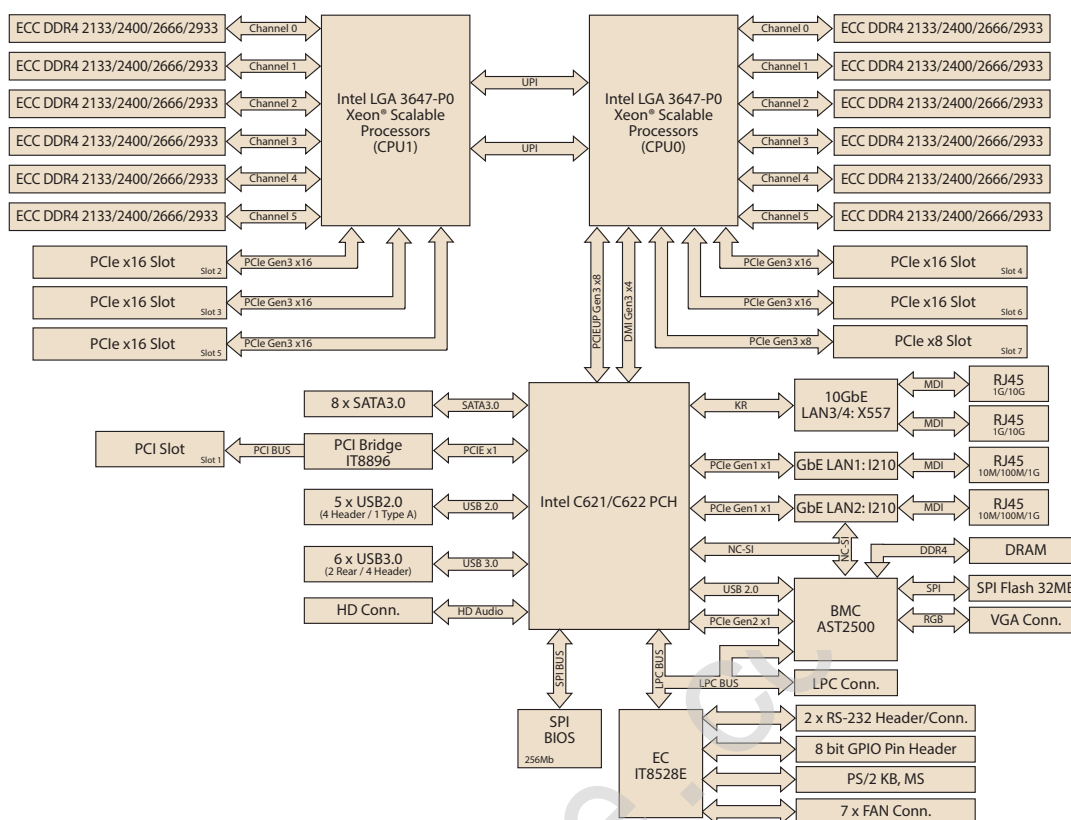 ECC DDR4 2133/2400/2666/2933
Channel 0
Channel 0
ECC DDR4 2133/2400/2666/2933
ECC DDR4 2133/2400/2666/2933
Channel 1
Channel 1
ECC DDR4 2133/2400/2666/2933
ECC DDR4 2133/2400/2666/2933
Channel 2
Channel 2
ECC DDR4 2133/2400/2666/2933
ECC DDR4 2133/2400/2666/2933
Channel 3
Channel 3
ECC DDR4 2133/2400/2666/2933
ECC DDR4 2133/2400/2666/2933
Channel 4
Channel 4
ECC DDR4 2133/2400/2666/2933
ECC DDR4 2133/2400/2666/2933
Channel 5
Channel 5
ECC DDR4 2133/2400/2666/2933
Intel LGA 3647-P0
Xeon® Scalable
Processors
(CPU1)
UPI
UPI
Intel LGA 3647-P0
Xeon® Scalable
Processors
(CPU0)
PCIe x16 Slot
Slot 2
PCIe Gen3 x16
PCIe x16 Slot
Slot 3
PCIe Gen3 x16
PCIe x16 Slot
Slot 5
PCIe Gen3 x16
PCIEUP Gen3 x8
DMI Gen3 x4
PCIe Gen3 x16
PCIe x16 Slot
Slot 4
PCIe Gen3 x16
PCIe x16 Slot
Slot 6
PCIe Gen3 x8
PCIe x8 Slot
Slot 7
8 x SATA3.0
SATA3.0
PCI Slot
Slot 1
PCI BUS
PCI Bridge
IT8896
PCIE x1
5 x USB2.0
(4 Header / 1 Type A)
USB 2.0
6 x USB3.0
(2 Rear / 4 Header)
USB 3.0
HD Conn.
HD Audio
Intel C621/C622 PCH
KR
10GbE
LAN3/4: X557
MDI
RJ45
1G/10G
MDI
RJ45
1G/10G
PCIe Gen1 x1
GbE LAN1: I210
MDI
RJ45
10M/100M/1G
PCIe Gen1 x1
GbE LAN2: I210
MDI
RJ45
10M/100M/1G
NC-SI
NC-SI
DDR4
DRAM
USB 2.0
BMC
AST2500
SPI
SPI Flash 32MB
PCIe Gen2 x1
RGB
VGA Conn.
SPI BUS
LPC BUS
LPC BUS
LPC Conn.
SPI
BIOS
256Mb
EC
IT8528E
2 x RS-232 Header/Conn.
8 bit GPIO Pin Header
PS/2 KB, MS
7 x FAN Conn.